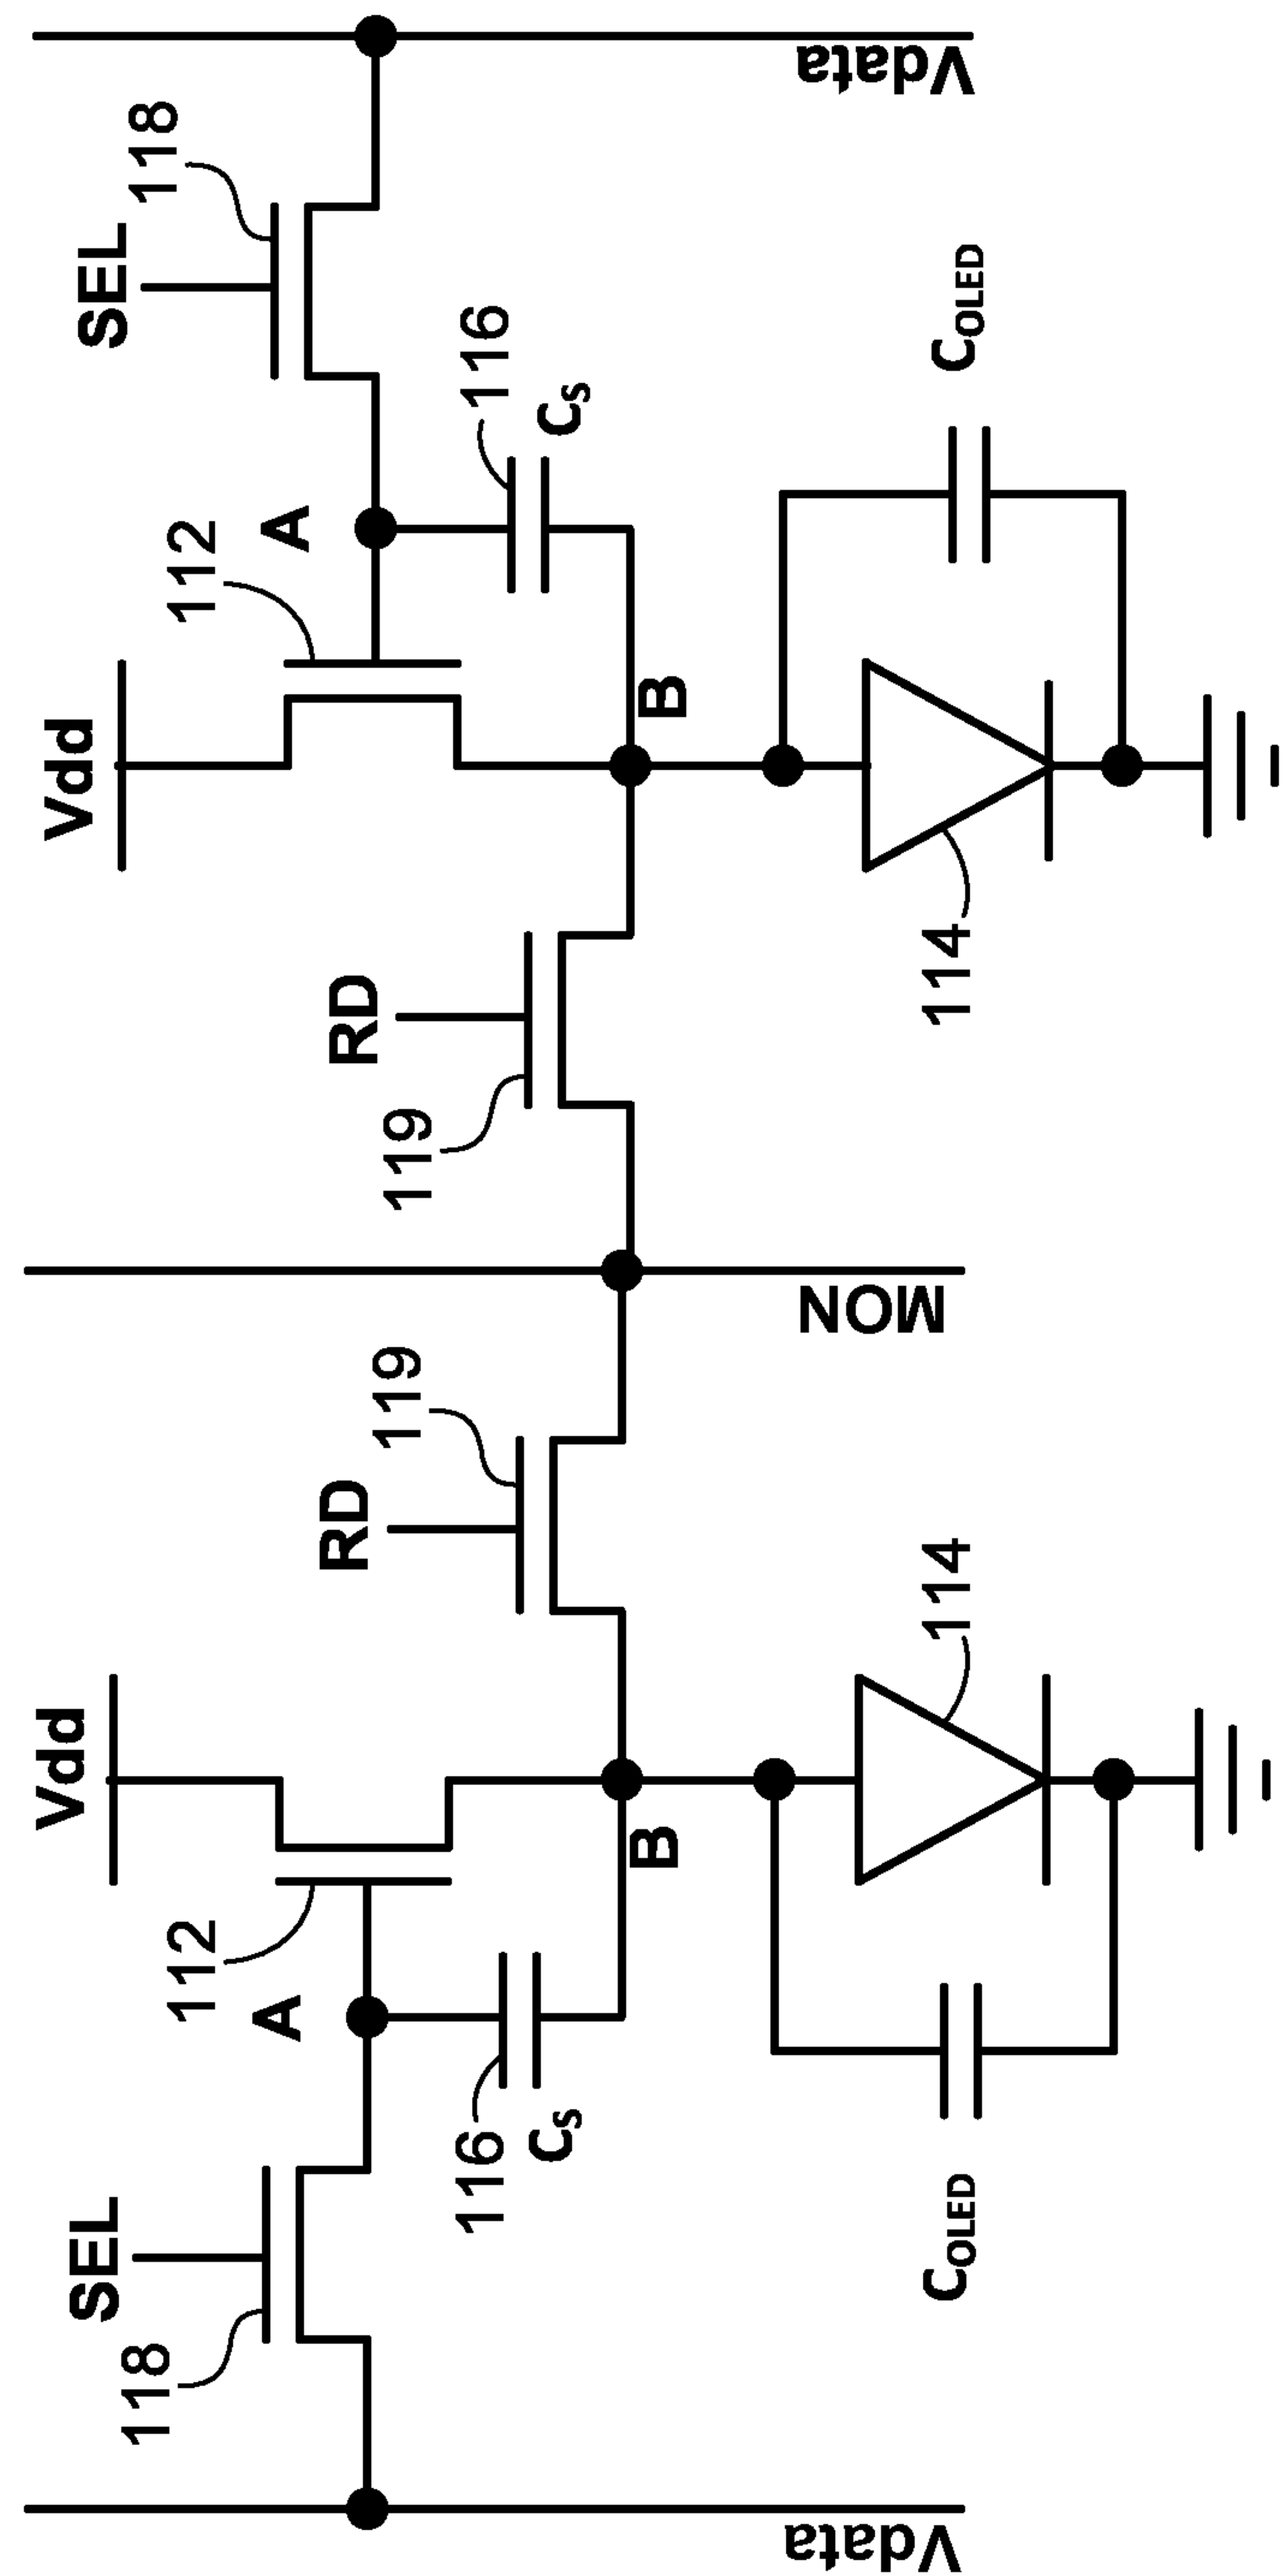 Vdata
SEL
118
116
Cs
A
112
Vdd
B
COLED
114
RD
119
MON
119
RD
114
Vdd
B
112
A
116
Cs
COLED
SEL
118
Vdata